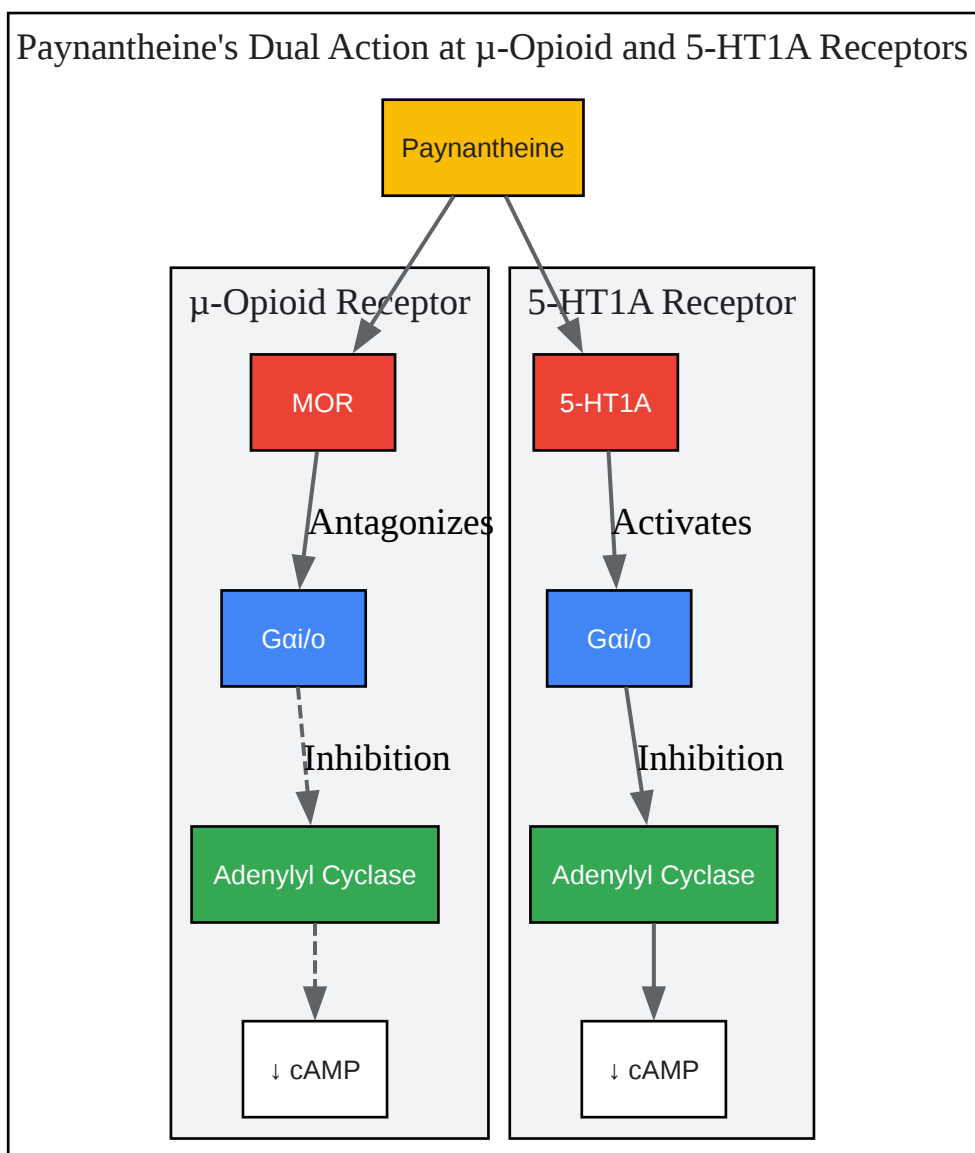 Paynantheine's Dual Action at µ-Opioid and 5-HT1A Receptors
Paynantheine
µ-Opioid Receptor
5-HT1A Receptor
MOR
5-HT1A
Antagonizes
Activates
Gαi/o
Gαi/o
Inhibition
Inhibition
Adenylyl Cyclase
Adenylyl Cyclase
↓ cAMP
↓ cAMP